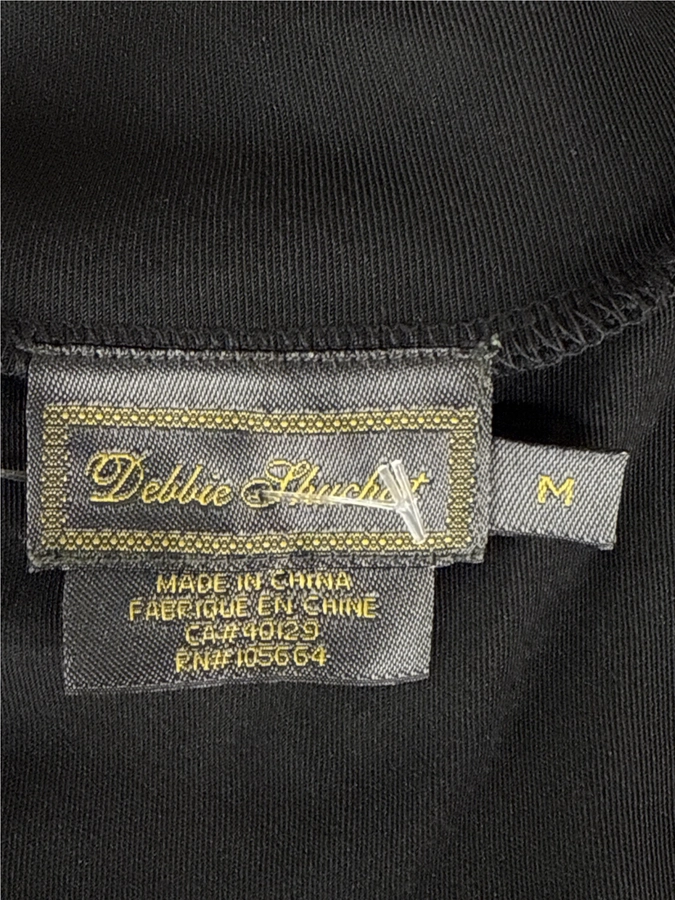 Debbie Shuchat
M
MADE IN CHINA
FABRIQUE EN CHINE
CA#40129
RN#105664